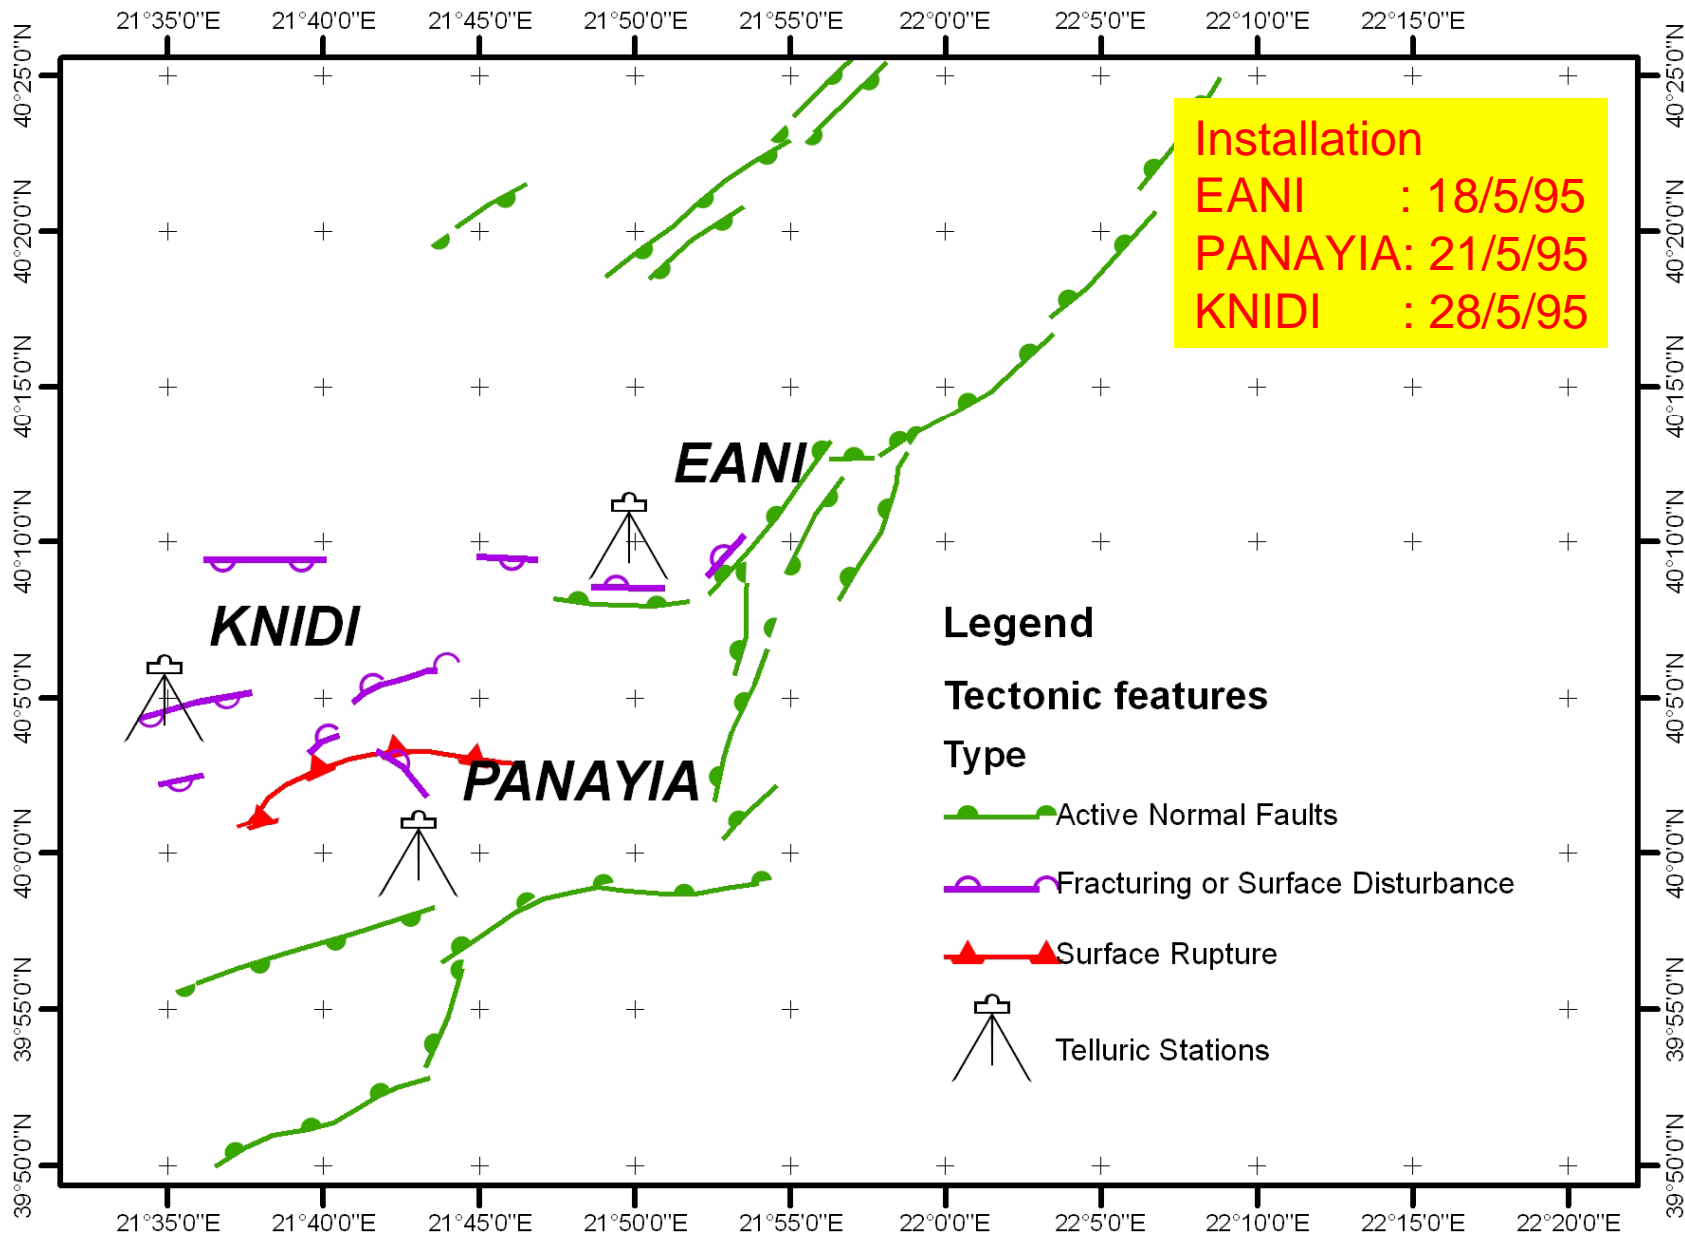 21°35'0"E 21°40'0"E 21°45'0"E 21°50'0"E 21°55'0"E 22°0'0"E 22°5'0"E 22°10'0"E 22°15'0"E 22°20'0"E
40°25'0"N 40°25'0"N
Installation
EANI : 18/5/95
PANAYIA: 21/5/95
KNIDI : 28/5/95
40°20'0"N 40°20'0"N
40°15'0"N 40°15'0"N
EANI
40°10'0"N 40°10'0"N
KNIDI
Legend
40°5'0"N 40°5'0"N
Tectonic features
Type
PANAYIA
Active Normal Faults
40°0'0"N 40°0'0"N
Fracturing or Surface Disturbance
Surface Rupture
39°55'0"N 39°55'0"N
Telluric Stations
39°50'0"N 39°50'0"N
21°35'0"E 21°40'0"E 21°45'0"E 21°50'0"E 21°55'0"E 22°0'0"E 22°5'0"E 22°10'0"E 22°15'0"E 22°20'0"E